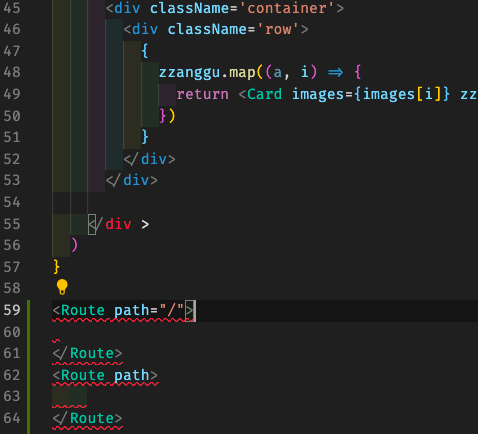 45 <div className='container'>
46 <div className='row'>
47 {
48 zzanggu.map((a, i) => {
49 return <Card images={images[i]} zz
50 })
51 }
52 </div>
53 </div>
54
55 </div >
56 )
57 }
58
59 <Route path="/">
60
61 </Route>
62 <Route path>
63
64 </Route>